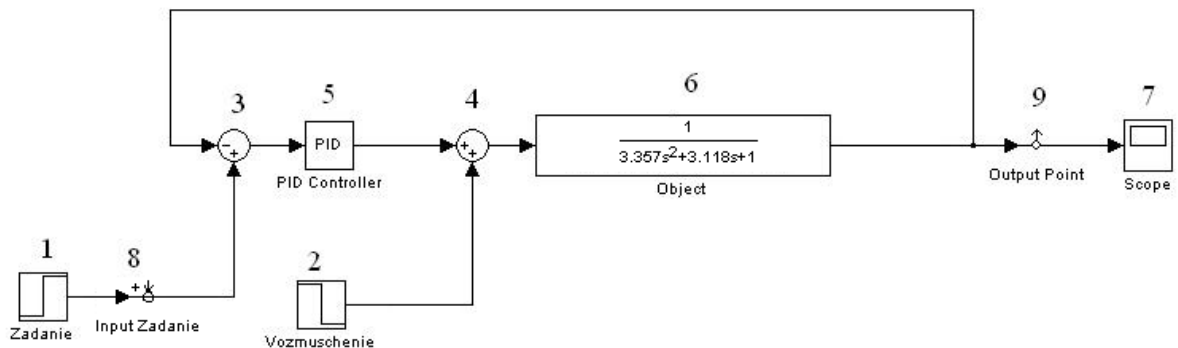 6
5
9
7
3
4
1
3.357s²+3.118s+1
- +
PID
+ +
PID Controller
Object
Output Point
Scope
1
8
2
+
Zadanie
Input Zadanie
Vozmuschenie